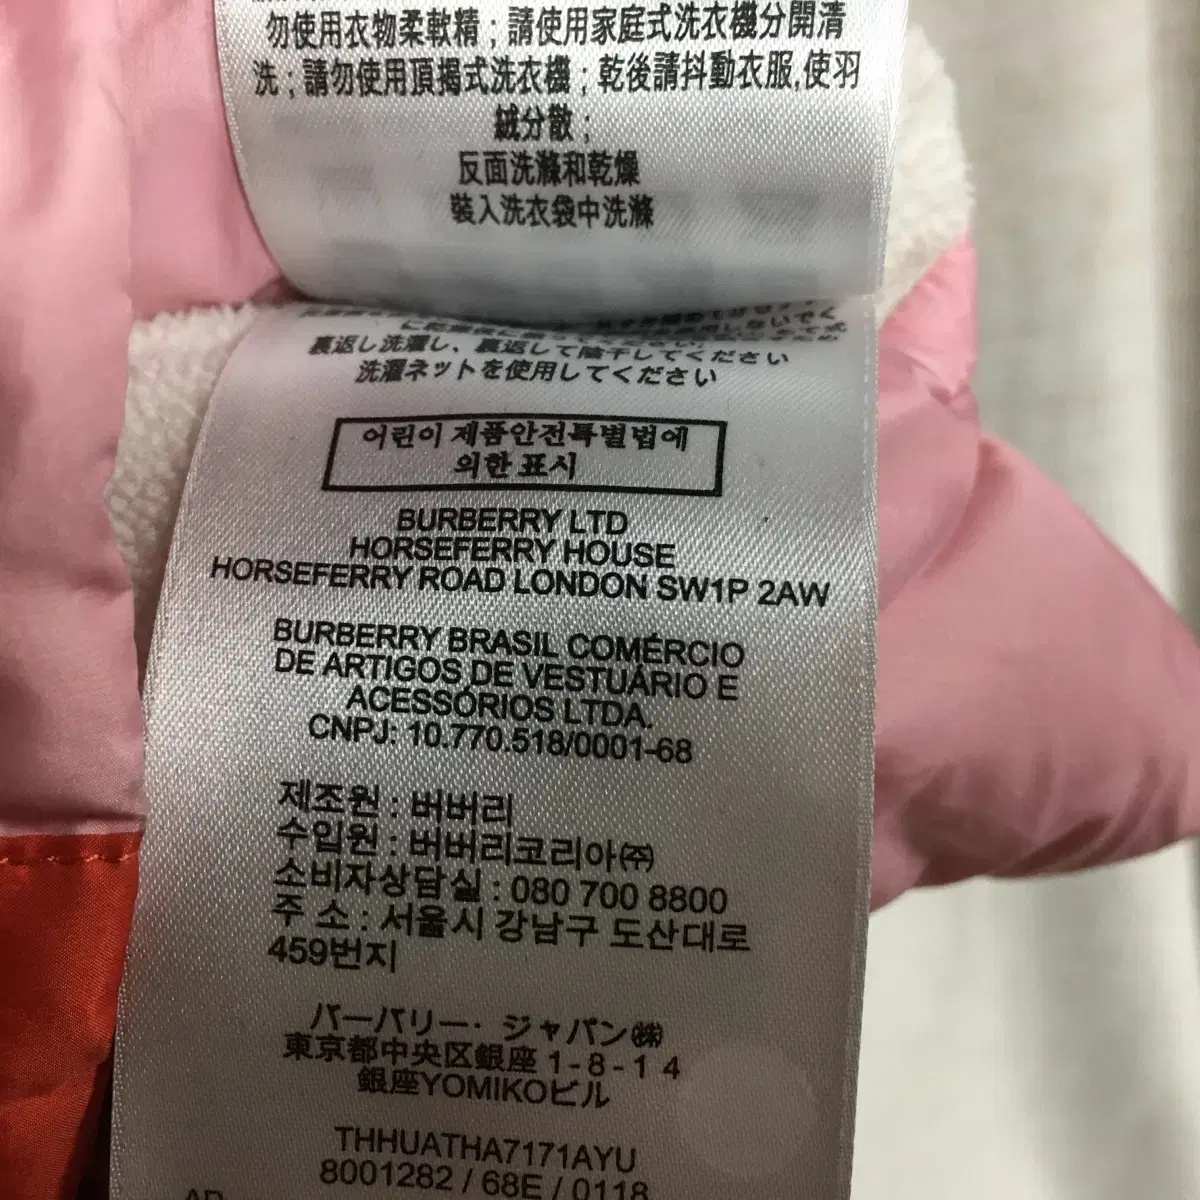 勿使用衣物柔軟精；請使用家庭式洗衣機分開清
洗；請勿使用頂揭式洗衣機；乾後請抖動衣服,使羽
絨分散；
反面洗滌和乾燥
裝入洗衣袋中洗滌
裏返し洗濯し、裏返して陰干してください
洗濯ネットを使用してください
어린이 제품안전특별법에
의한 표시
BURBERRY LTD
HORSEFERRY HOUSE
HORSEFERRY ROAD LONDON SW1P 2AW
BURBERRY BRASIL COMÉRCIO
DE ARTIGOS DE VESTUÁRIO E
ACESSÓRIOS LTDA.
CNPJ: 10.770.518/0001-68
제조원 : 버버리
수입원 : 버버리코리아㈜
소비자상담실 : 080 700 8800
주 소 : 서울시 강남구 도산대로
459번지
バーバリー・ジャパン㈱
東京都中央区銀座 1-8-14
銀座YOMIKOビル
THHUATHA7171AYU
8001282 / 68E / 0118